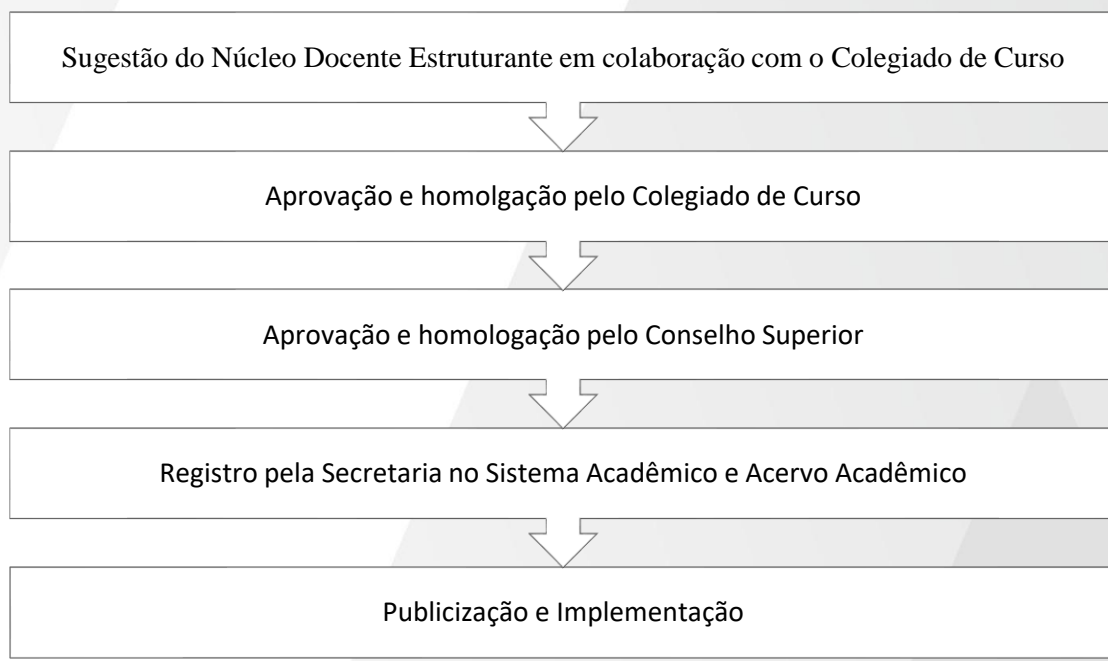 Sugestão do Núcleo Docente Estruturante em colaboração com o Colegiado de Curso
Aprovação e homolgação pelo Colegiado de Curso
Aprovação e homologação pelo Conselho Superior
Registro pela Secretaria no Sistema Acadêmico e Acervo Acadêmico
Publicização e Implementação